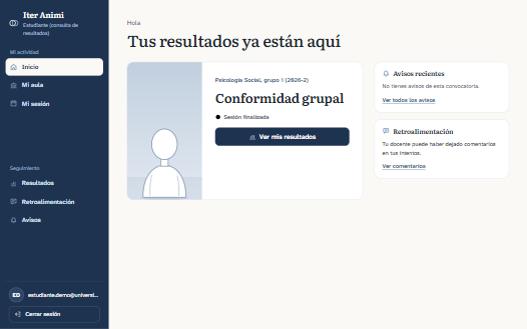 Iter Animi
Estudiante (consulta de
resultados)
Mi actividad
Inicio
Mi aula
Mi sesión
Seguimiento
Resultados
Retroalimentación
Avisos
estudiante.demo@universi...
Cerrar sesión
Hola
Tus resultados ya están aquí
Psicología Social, grupo 1 (2026-2)
Conformidad grupal
Sesión finalizada
Ver mis resultados
Avisos recientes
No tienes avisos de esta convocatoria.
Ver todos los avisos
Retroalimentación
Tu docente puede haber dejado comentarios
en tus intentos.
Ver comentarios